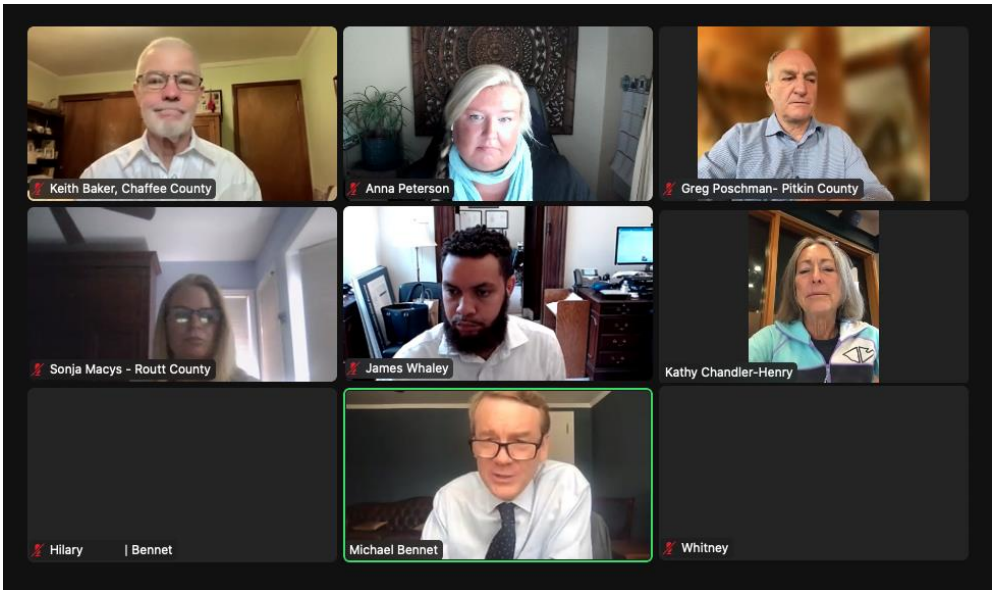 Keith Baker, Chaffee County
Anna Peterson
Greg Poschman- Pitkin County
Sonja Macys - Routt County
James Whaley
Kathy Chandler-Henry
Hilary | Bennet
Michael Bennet
Whitney